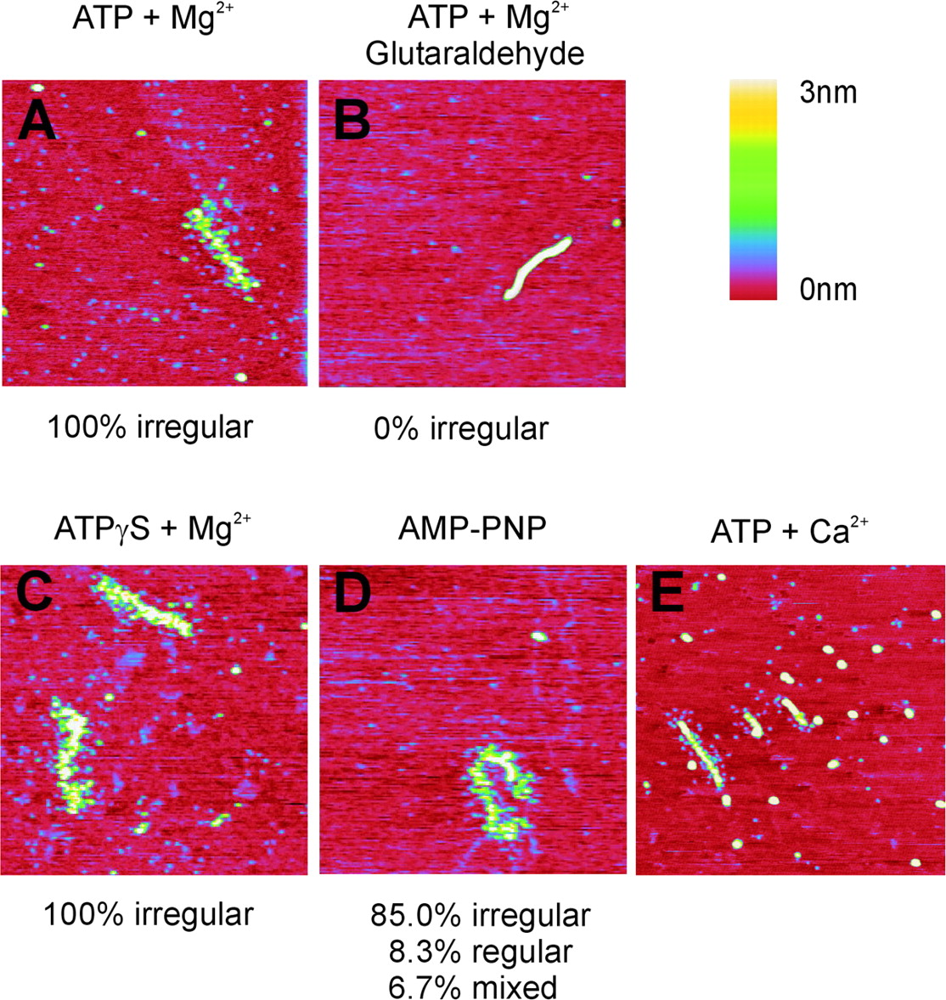 ATP + Mg²⁺
ATP + Mg²⁺
Glutaraldehyde
A
B
3nm
0nm
100% irregular
0% irregular
ATPγS + Mg²⁺
AMP-PNP
ATP + Ca²⁺
C
D
E
100% irregular
85.0% irregular
8.3% regular
6.7% mixed